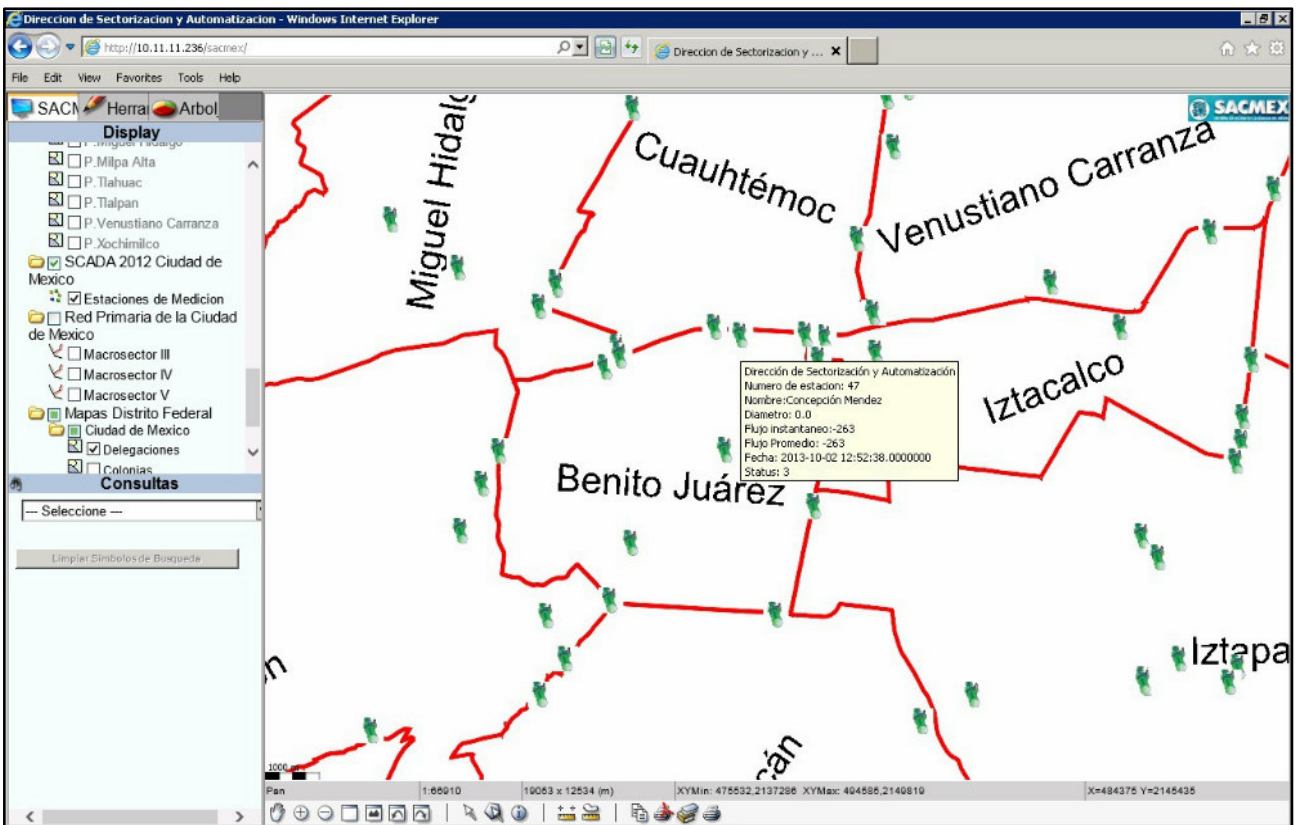 Direccion de Sectorizacion y Automatizacion - Windows Internet Explorer
http://10.11.11.236/sacmex/
Direccion de Sectorizacion y ...
File Edit View Favorites Tools Help
SACM Herra Arbol
Display
P.Miguel Hidalgo
P.Milpa Alta
P.Tlahuac
P.Tlalpan
P.Venustiano Carranza
P.Xochimilco
SCADA 2012 Ciudad de
Mexico
Estaciones de Medicion
Red Primaria de la Ciudad
de Mexico
Macrosector III
Macrosector IV
Macrosector V
Mapas Distrito Federal
Ciudad de Mexico
Delegaciones
Colonias
Consultas
--- Seleccione ---
Limpiar Simbolos de Busqueda
SACMEX
Miguel Hidalg
Cuauhtémoc
Venustiano Carranza
Iztacalco
Dirección de Sectorización y Automatización
Numero de estacion: 47
Nombre:Concepción Mendez
Diametro: 0.0
Flujo instantaneo:-263
Flujo Promedio: -263
Fecha: 2013-10-02 12:52:38.0000000
Status: 3
Benito Juárez
Iztapa
n
cán
1000 m
Pan 1:66910 19063 x 12534 (m) XYMin: 475532,2137286 XYMax: 494595,2149819 X=484375 Y=2145435